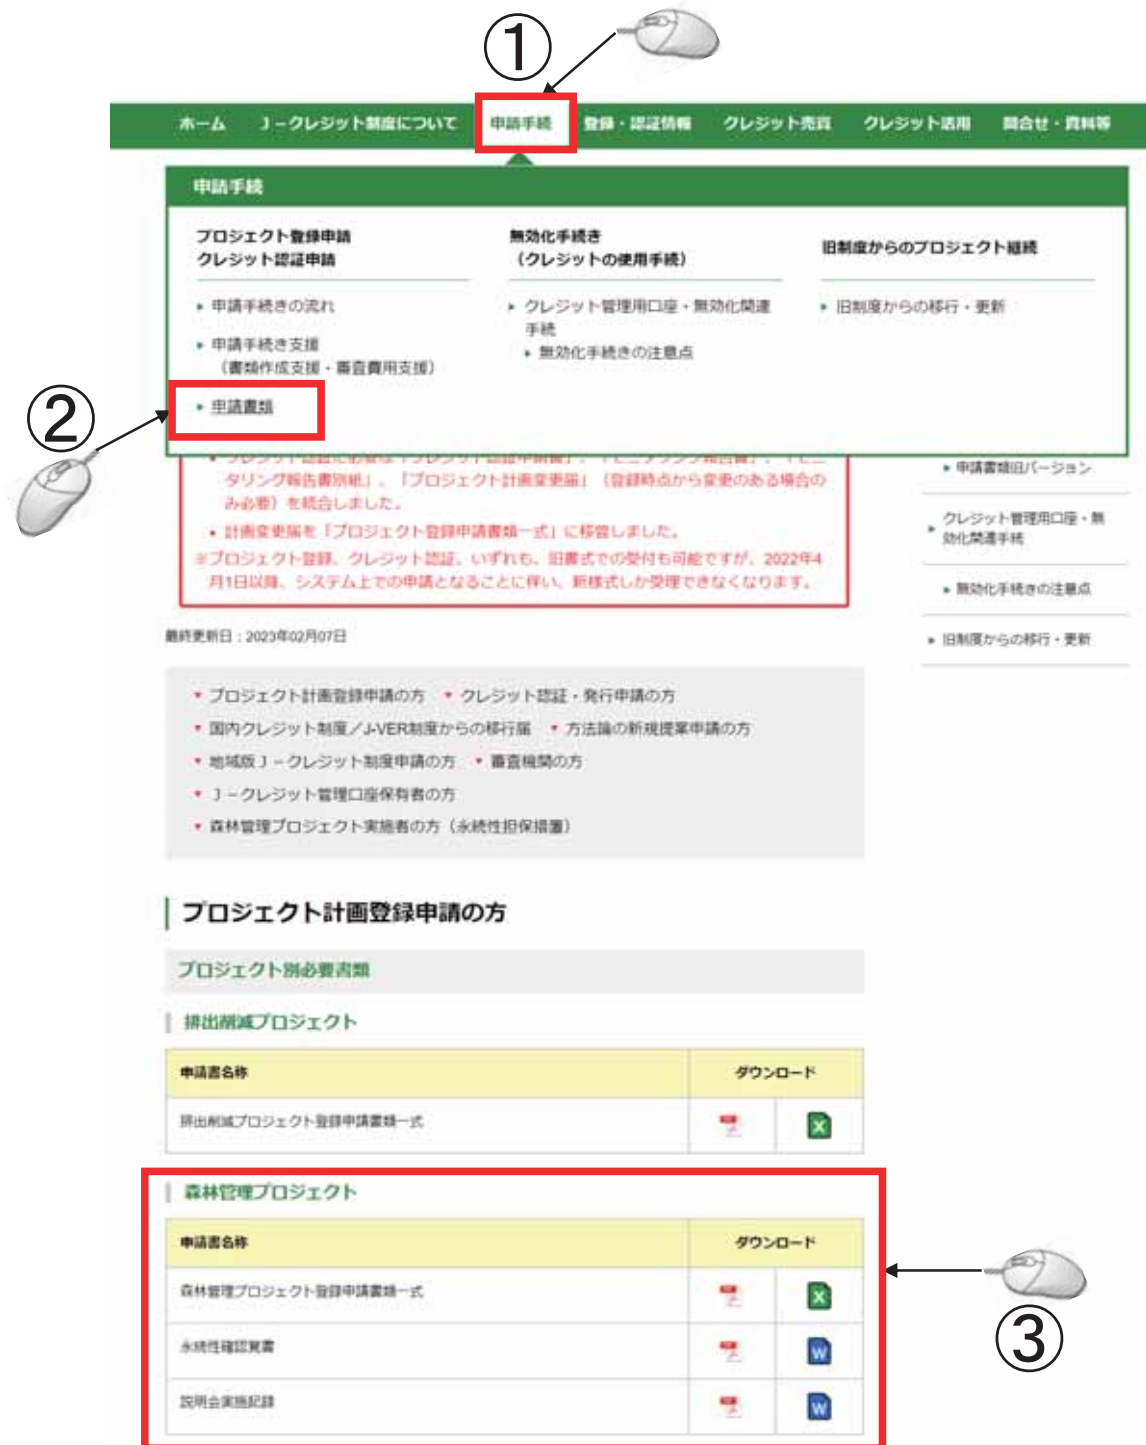 ①
ホーム Ｊ－クレジット制度について 申請手続 登録・認証情報 クレジット売買 クレジット活用 問合せ・資料等
申請手続
プロジェクト登録申請
クレジット認証申請
▸ 申請手続きの流れ
▸ 申請手続き支援
（書類作成支援・審査費用支援）
▸ 申請書類
無効化手続き
（クレジットの使用手続）
▸ クレジット管理用口座・無効化関連
手続
▸ 無効化手続きの注意点
旧制度からのプロジェクト継続
▸ 旧制度からの移行・更新
②
• クレジット認証に必要な「クレジット認証申請書」、「モニタリング報告書」、「モニ
タリング報告書別紙」、「プロジェクト計画変更届」（登録時点から変更のある場合の
み必要）を統合しました。
• 計画変更届を「プロジェクト登録申請書類一式」に移管しました。
※プロジェクト登録、クレジット認証、いずれも、旧書式での受付も可能ですが、2022年4
月1日以降、システム上での申請となることに伴い、新様式しか受理できなくなります。
▸ 申請書類旧バージョン
▸ クレジット管理用口座・無
効化関連手続
▸ 無効化手続きの注意点
▸ 旧制度からの移行・更新
最終更新日：2023年02月07日
▾ プロジェクト計画登録申請の方 ▾ クレジット認証・発行申請の方
▾ 国内クレジット制度／J-VER制度からの移行届 ▾ 方法論の新規提案申請の方
▾ 地域版Ｊ－クレジット制度申請の方 ▾ 審査機関の方
▾ Ｊ－クレジット管理口座保有者の方
▾ 森林管理プロジェクト実施者の方（永続性担保措置）
プロジェクト計画登録申請の方
プロジェクト別必要書類
排出削減プロジェクト
申請書名称 ダウンロード
排出削減プロジェクト登録申請書類一式
森林管理プロジェクト
申請書名称 ダウンロード
森林管理プロジェクト登録申請書類一式
永続性確認覚書
説明会実施記録
③